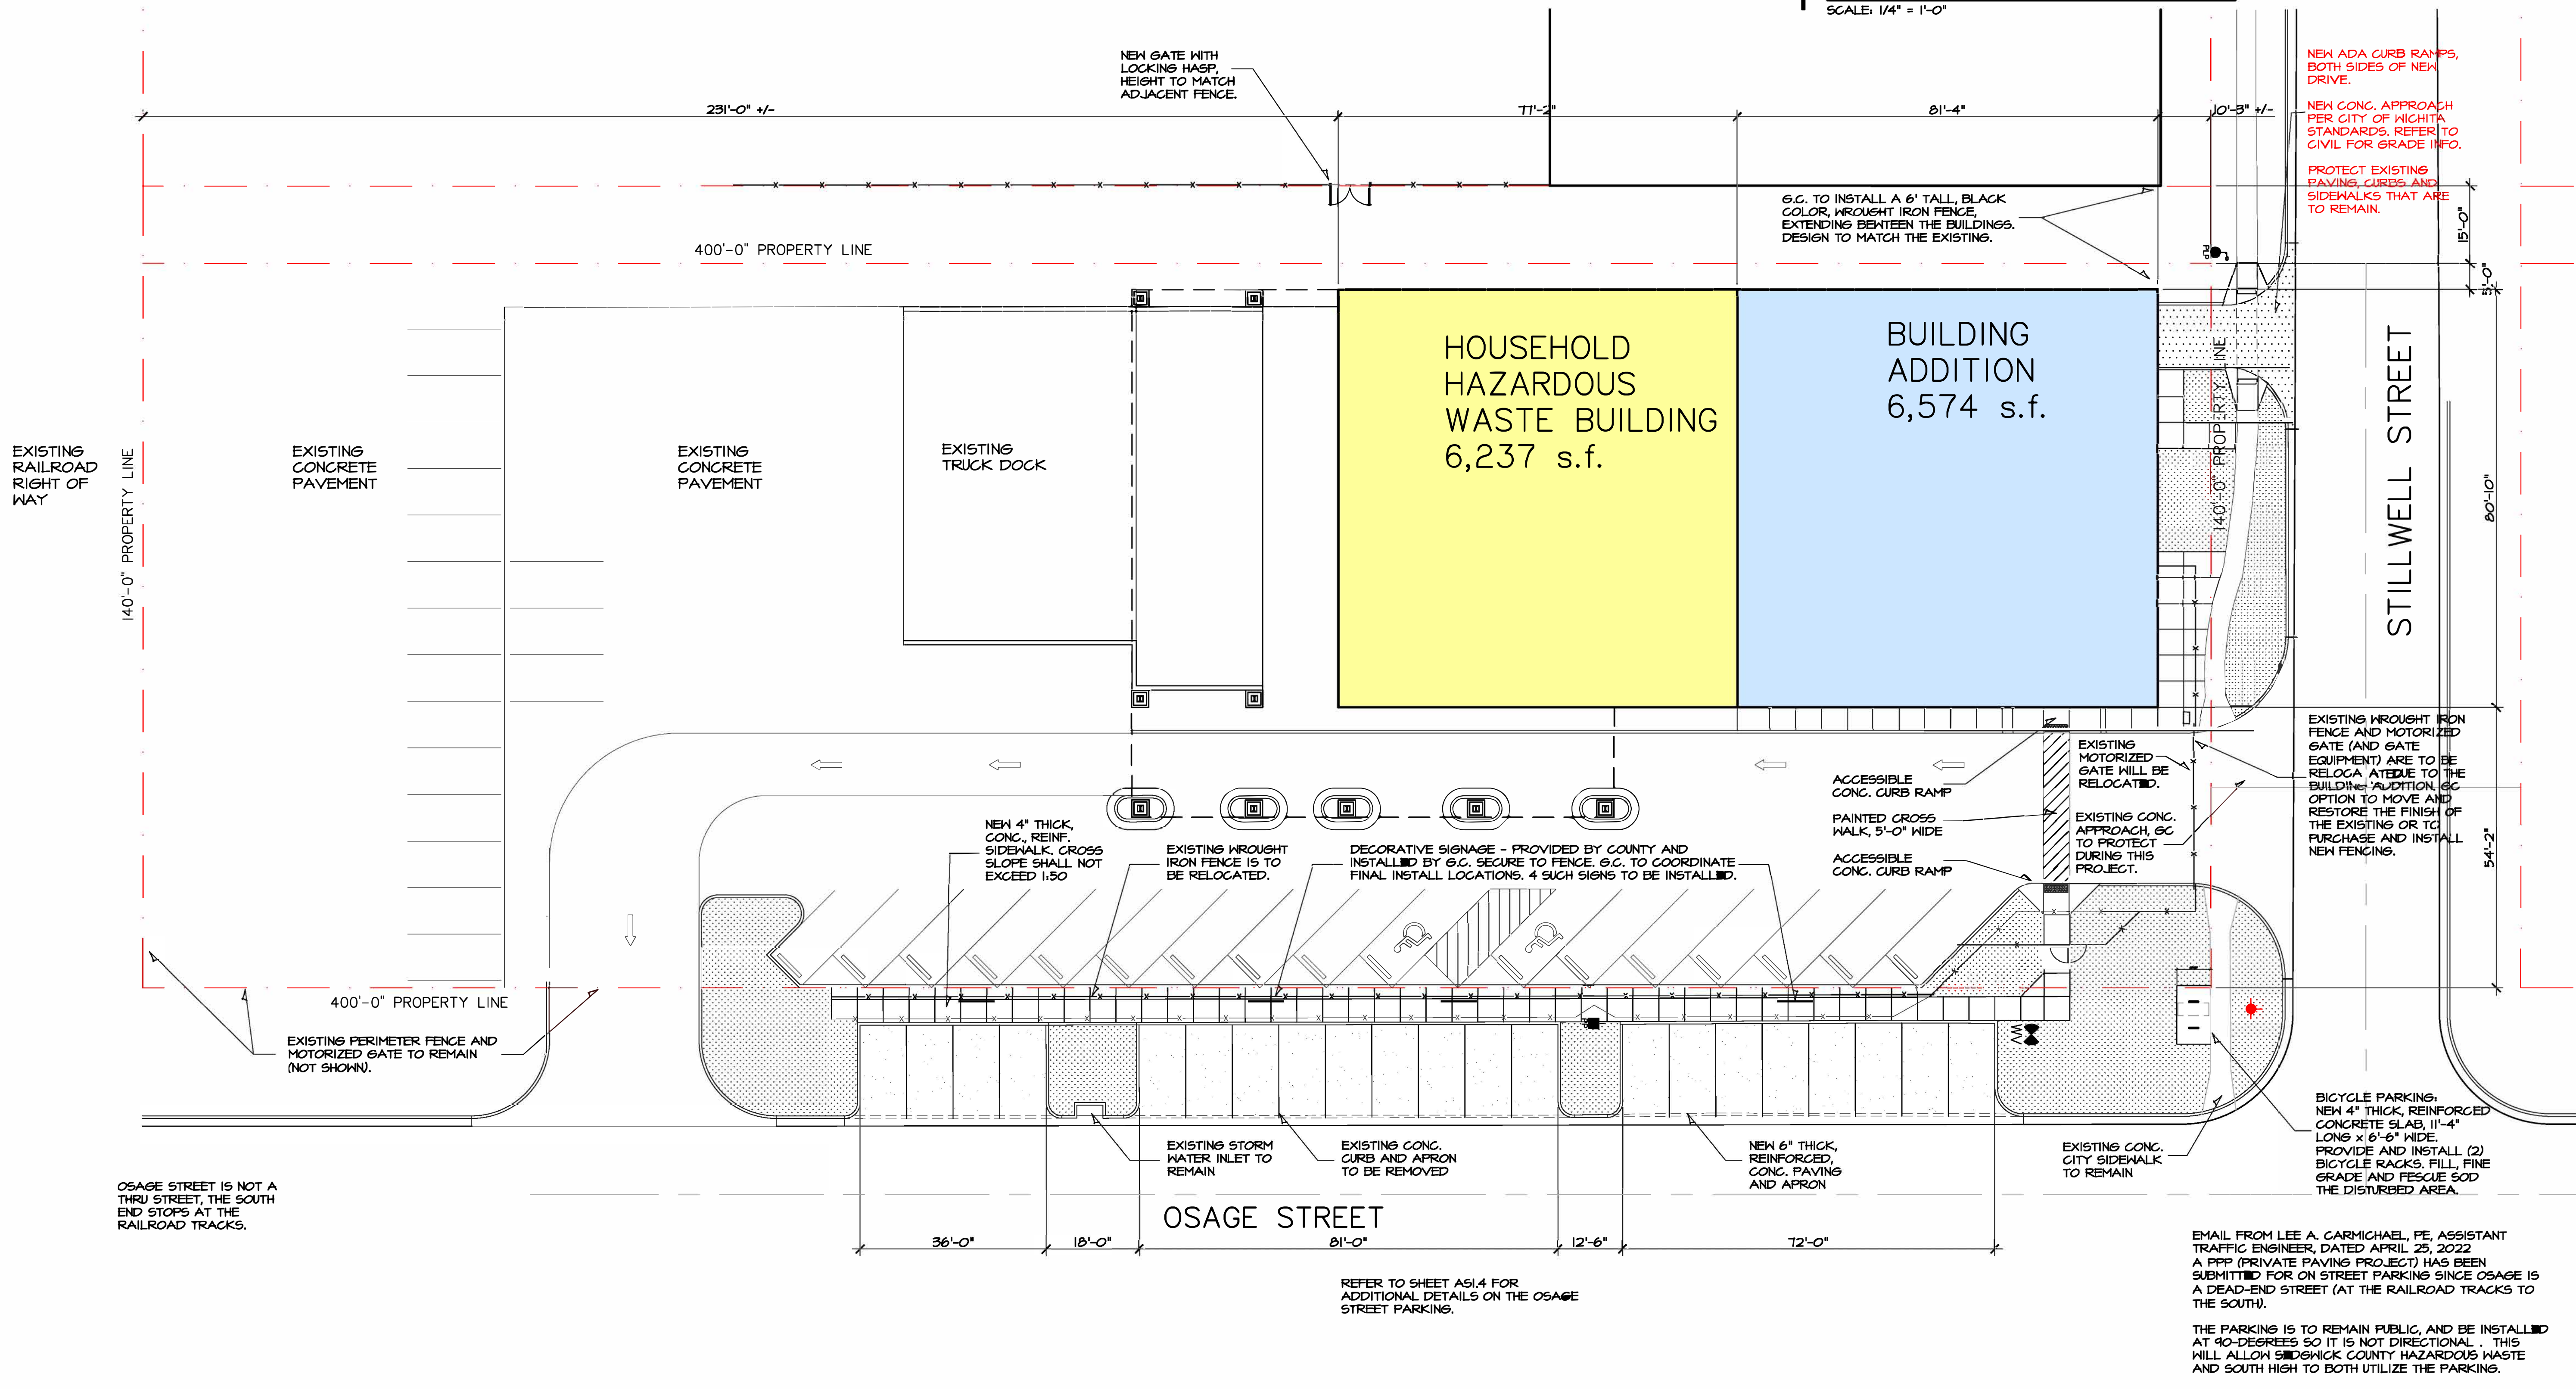 SCALE: 1/4" = 1'-0"
NEW GATE WITH
LOCKING HASP,
HEIGHT TO MATCH
ADJACENT FENCE.
NEW ADA CURB RAMPS,
BOTH SIDES OF NEW
DRIVE.
NEW CONC. APPROACH
PER CITY OF WICHITA
STANDARDS. REFER TO
CIVIL FOR GRADE INFO.
PROTECT EXISTING
PAVING, CURBS AND
SIDEWALKS THAT ARE
TO REMAIN.
231'-0" +/-
77'-2"
81'-4"
10'-3" +/-
G.C. TO INSTALL A 6' TALL, BLACK
COLOR, WROUGHT IRON FENCE,
EXTENDING BEWTEEN THE BUILDINGS.
DESIGN TO MATCH THE EXISTING.
15'-0"
5'-0"
400'-0" PROPERTY LINE
PLP
HOUSEHOLD
HAZARDOUS
WASTE BUILDING
6,237 s.f.
BUILDING
ADDITION
6,574 s.f.
140'-0" PROPERTY LINE
STILLWELL STREET
80'-10"
EXISTING
RAILROAD
RIGHT OF
WAY
140'-0" PROPERTY LINE
EXISTING
CONCRETE
PAVEMENT
EXISTING
CONCRETE
PAVEMENT
EXISTING
TRUCK DOCK
ACCESSIBLE
CONC. CURB RAMP
PAINTED CROSS
WALK, 5'-0" WIDE
ACCESSIBLE
CONC. CURB RAMP
EXISTING
MOTORIZED
GATE WILL BE
RELOCATED.
EXISTING CONC.
APPROACH, GC
TO PROTECT
DURING THIS
PROJECT.
EXISTING WROUGHT IRON
FENCE AND MOTORIZED
GATE (AND GATE
EQUIPMENT) ARE TO BE
RELOCA ATEDUE TO THE
BUILDING ADDITION. GC
OPTION TO MOVE AND
RESTORE THE FINISH OF
THE EXISTING OR TO
PURCHASE AND INSTALL
NEW FENCING.
54'-2"
NEW 4" THICK,
CONC., REINF.
SIDEWALK. CROSS
SLOPE SHALL NOT
EXCEED 1:50
EXISTING WROUGHT
IRON FENCE IS TO
BE RELOCATED.
DECORATIVE SIGNAGE - PROVIDED BY COUNTY AND
INSTALLED BY G.C. SECURE TO FENCE. G.C. TO COORDINATE
FINAL INSTALL LOCATIONS. 4 SUCH SIGNS TO BE INSTALLED.
400'-0" PROPERTY LINE
EXISTING PERIMETER FENCE AND
MOTORIZED GATE TO REMAIN
(NOT SHOWN).
EXISTING STORM
WATER INLET TO
REMAIN
EXISTING CONC.
CURB AND APRON
TO BE REMOVED
NEW 6" THICK,
REINFORCED,
CONC. PAVING
AND APRON
EXISTING CONC.
CITY SIDEWALK
TO REMAIN
BICYCLE PARKING:
NEW 4" THICK, REINFORCED
CONCRETE SLAB, 11'-4"
LONG x 6'-6" WIDE.
PROVIDE AND INSTALL (2)
BICYCLE RACKS. FILL, FINE
GRADE AND FESCUE SOD
THE DISTURBED AREA.
OSAGE STREET IS NOT A
THRU STREET, THE SOUTH
END STOPS AT THE
RAILROAD TRACKS.
OSAGE STREET
36'-0"
18'-0"
81'-0"
12'-6"
72'-0"
REFER TO SHEET AS1.4 FOR
ADDITIONAL DETAILS ON THE OSAGE
STREET PARKING.
EMAIL FROM LEE A. CARMICHAEL, PE, ASSISTANT
TRAFFIC ENGINEER, DATED APRIL 25, 2022
A PPP (PRIVATE PAVING PROJECT) HAS BEEN
SUBMITTED FOR ON STREET PARKING SINCE OSAGE IS
A DEAD-END STREET (AT THE RAILROAD TRACKS TO
THE SOUTH).
THE PARKING IS TO REMAIN PUBLIC, AND BE INSTALLED
AT 90-DEGREES SO IT IS NOT DIRECTIONAL . THIS
WILL ALLOW SEDGWICK COUNTY HAZARDOUS WASTE
AND SOUTH HIGH TO BOTH UTILIZE THE PARKING.